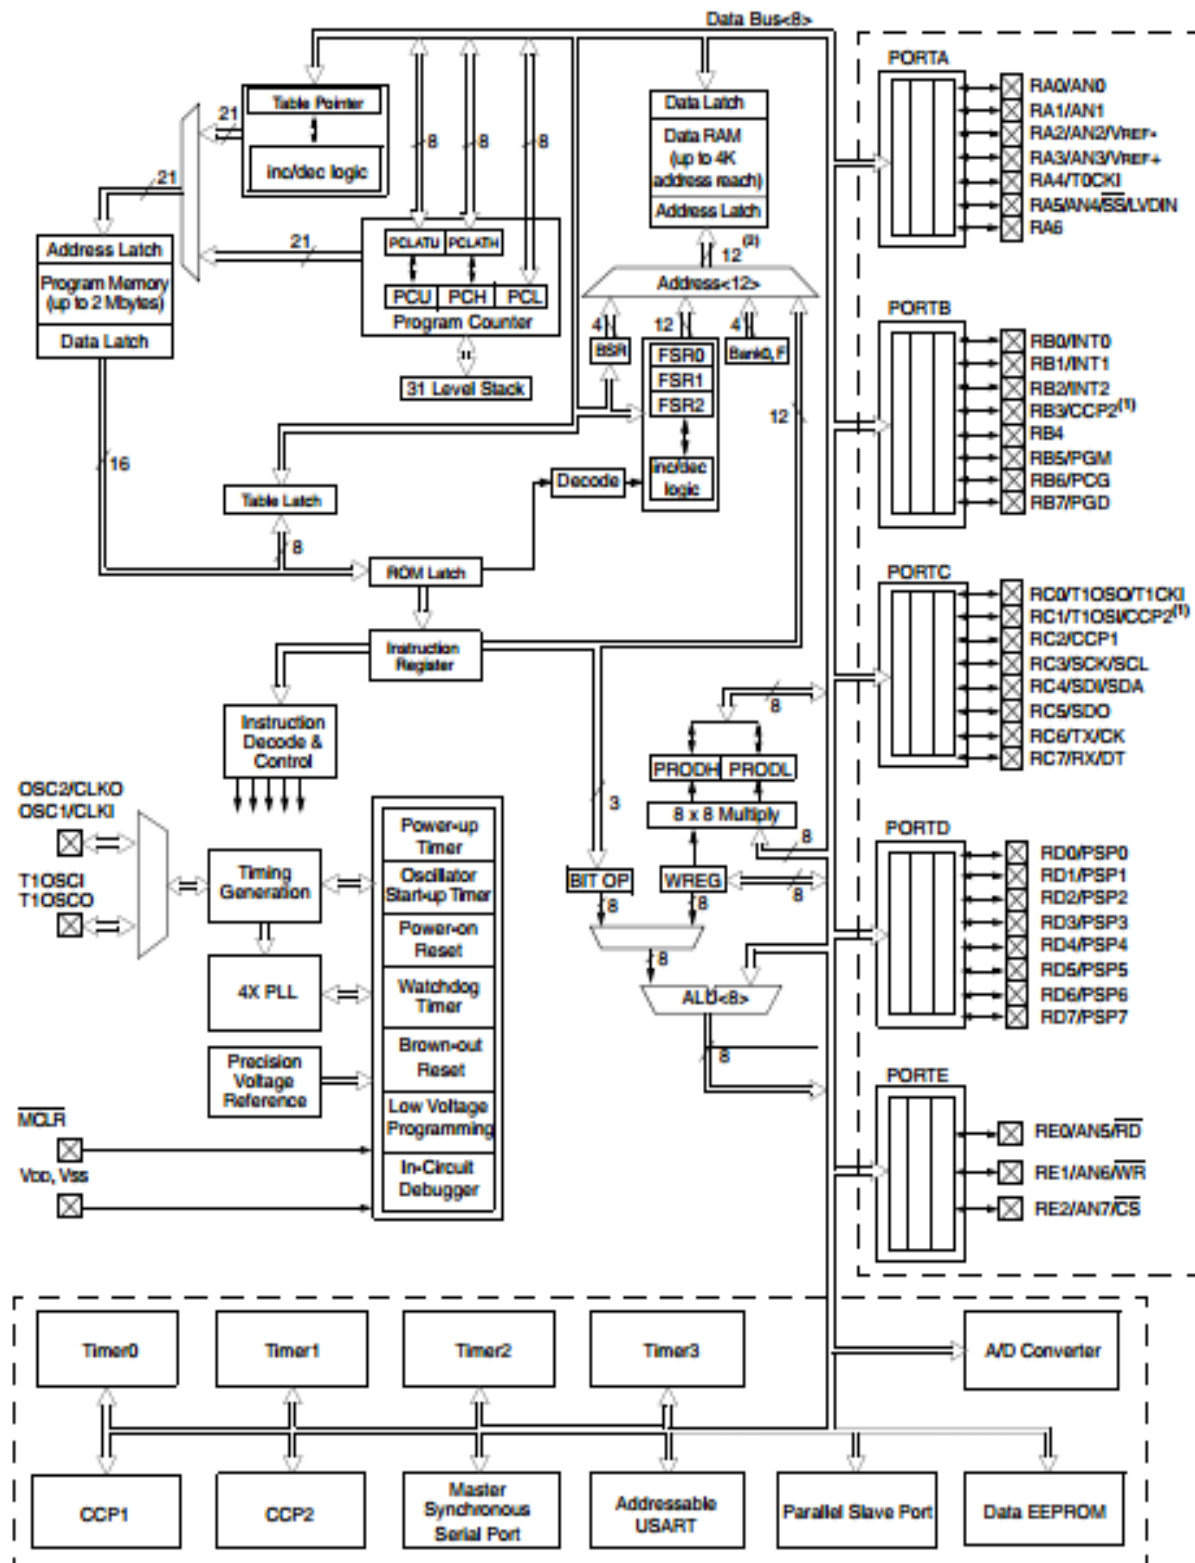 Data Bus<8>
Table Pointer
inc/dec logic
21
21
21
8
8
8
Address Latch
Program Memory
(up to 2 Mbytes)
Data Latch
PCLATU PCLATH
PCU PCH PCL
Program Counter
31 Level Stack
Data Latch
Data RAM
(up to 4K
address reach)
Address Latch
12(2)
Address<12>
4
12
4
BSR
FSR0
FSR1
FSR2
inc/dec
logic
Bank0, F
12
16
Table Latch
8
Decode
ROM Latch
Instruction
Register
Instruction
Decode &
Control
8
PRODH PRODL
8 x 8 Multiply
3
8
BIT OP
WREG
8
8
8
8
ALU<8>
8
OSC2/CLKO
OSC1/CLKI
T1OSCI
T1OSCO
Timing
Generation
4X PLL
Precision
Voltage
Reference
MCLR
VDD, VSS
Power-up
Timer
Oscillator
Start-up Timer
Power-on
Reset
Watchdog
Timer
Brown-out
Reset
Low Voltage
Programming
In-Circuit
Debugger
PORTA
RA0/AN0
RA1/AN1
RA2/AN2/VREF-
RA3/AN3/VREF+
RA4/T0CKI
RA5/AN4/SS/LVDIN
RA6
PORTB
RB0/INT0
RB1/INT1
RB2/INT2
RB3/CCP2(1)
RB4
RB5/PGM
RB6/PCG
RB7/PGD
PORTC
RC0/T1OSO/T1CKI
RC1/T1OSI/CCP2(1)
RC2/CCP1
RC3/SCK/SCL
RC4/SDI/SDA
RC5/SDO
RC6/TX/CK
RC7/RX/DT
PORTD
RD0/PSP0
RD1/PSP1
RD2/PSP2
RD3/PSP3
RD4/PSP4
RD5/PSP5
RD6/PSP6
RD7/PSP7
PORTE
RE0/AN5/RD
RE1/AN6/WR
RE2/AN7/CS
Timer0
Timer1
Timer2
Timer3
A/D Converter
CCP1
CCP2
Master
Synchronous
Serial Port
Addressable
USART
Parallel Slave Port
Data EEPROM